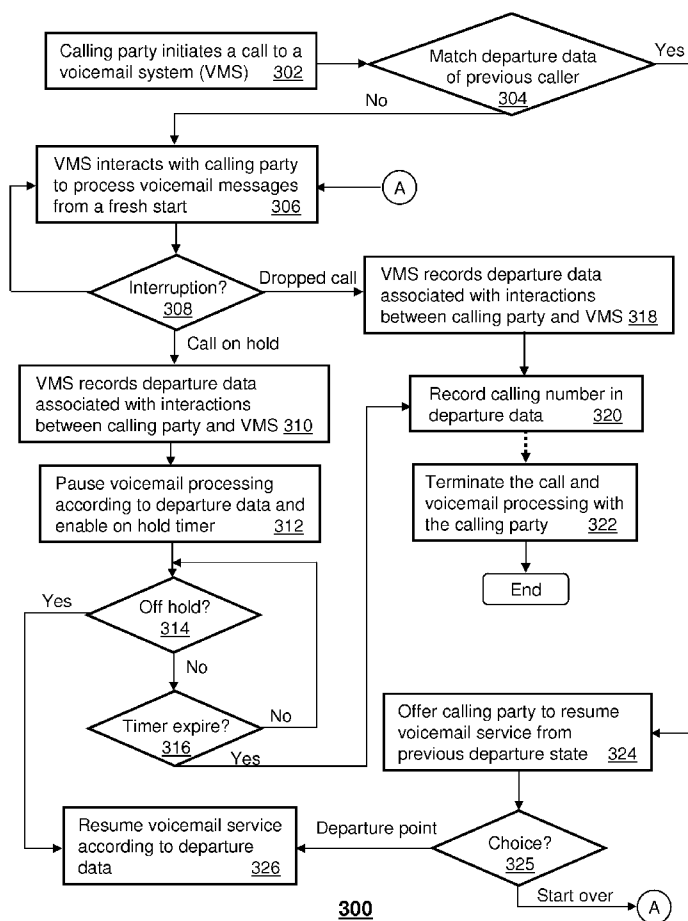 Calling party initiates a call to a
voicemail system (VMS) 302
Match departure data
of previous caller
304
Yes
No
VMS interacts with calling party
to process voicemail messages
from a fresh start 306
A
Interruption?
308
Dropped call
VMS records departure data
associated with interactions
between calling party and VMS 318
Call on hold
VMS records departure data
associated with interactions
between calling party and VMS 310
Record calling number in
departure data 320
Pause voicemail processing
according to departure data and
enable on hold timer 312
Terminate the call and
voicemail processing with
the calling party 322
End
Yes
Off hold?
314
No
Timer expire?
316
No
Yes
Offer calling party to resume
voicemail service from
previous departure state 324
Resume voicemail service
according to departure
data 326
Departure point
Choice?
325
Start over
A
300